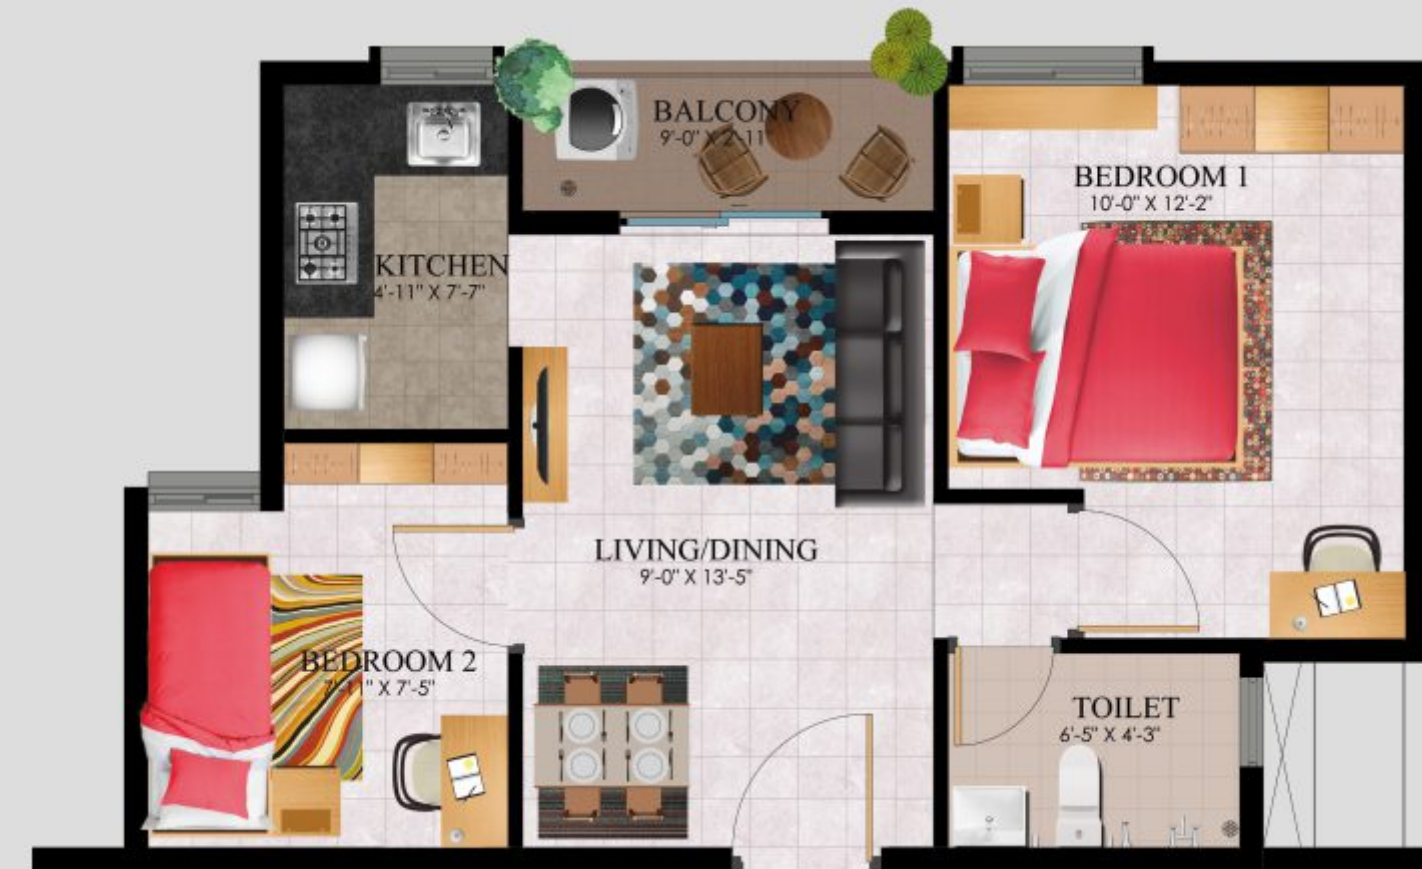 BALCONY
9'-0" X 2'-11"
BEDROOM 1
10'-0" X 12'-2"
KITCHEN
4'-11" X 7'-7"
LIVING/DINING
9'-0" X 13'-5"
BEDROOM 2
7'-11" X 7'-5"
TOILET
6'-5" X 4'-3"